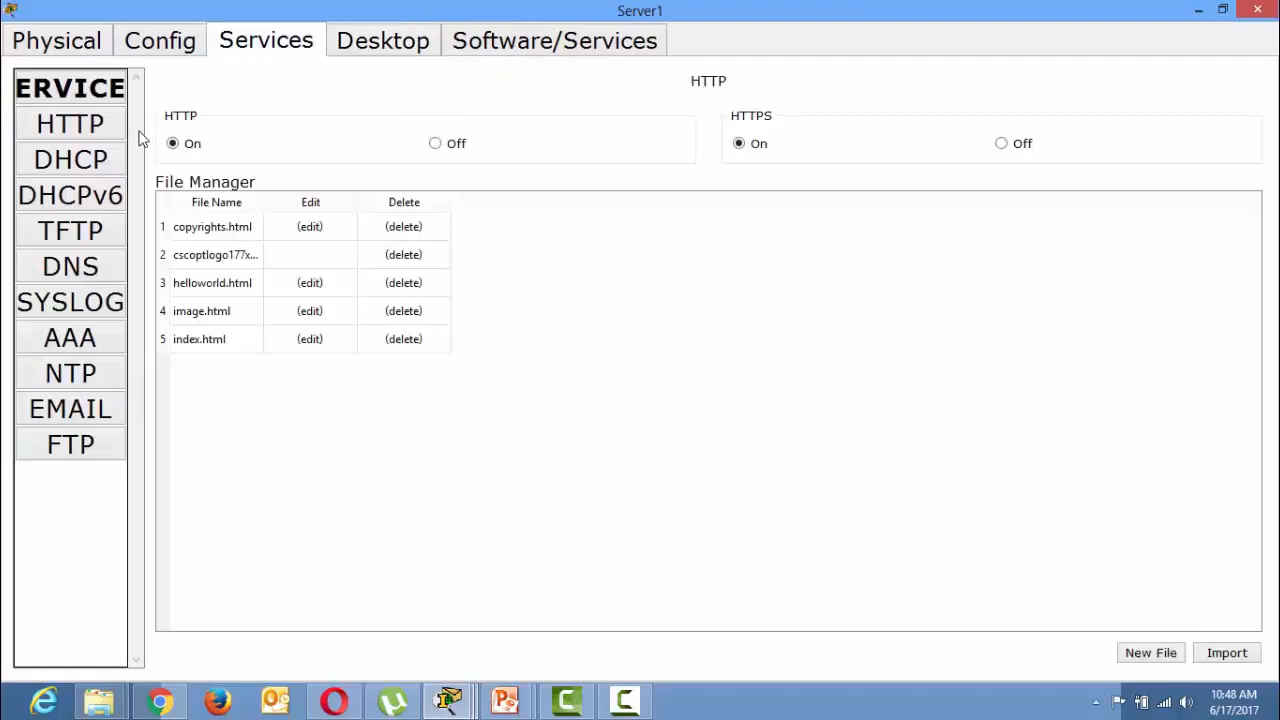 Server1
Physical Config Services Desktop Software/Services
ERVICE
HTTP
DHCP
DHCPv6
TFTP
DNS
SYSLOG
AAA
NTP
EMAIL
FTP
HTTP
HTTP
On Off
HTTPS
On Off
File Manager
File Name Edit Delete
1 copyrights.html (edit) (delete)
2 cscoptlogo177x... (delete)
3 helloworld.html (edit) (delete)
4 image.html (edit) (delete)
5 index.html (edit) (delete)
New File Import
10:48 AM
6/17/2017